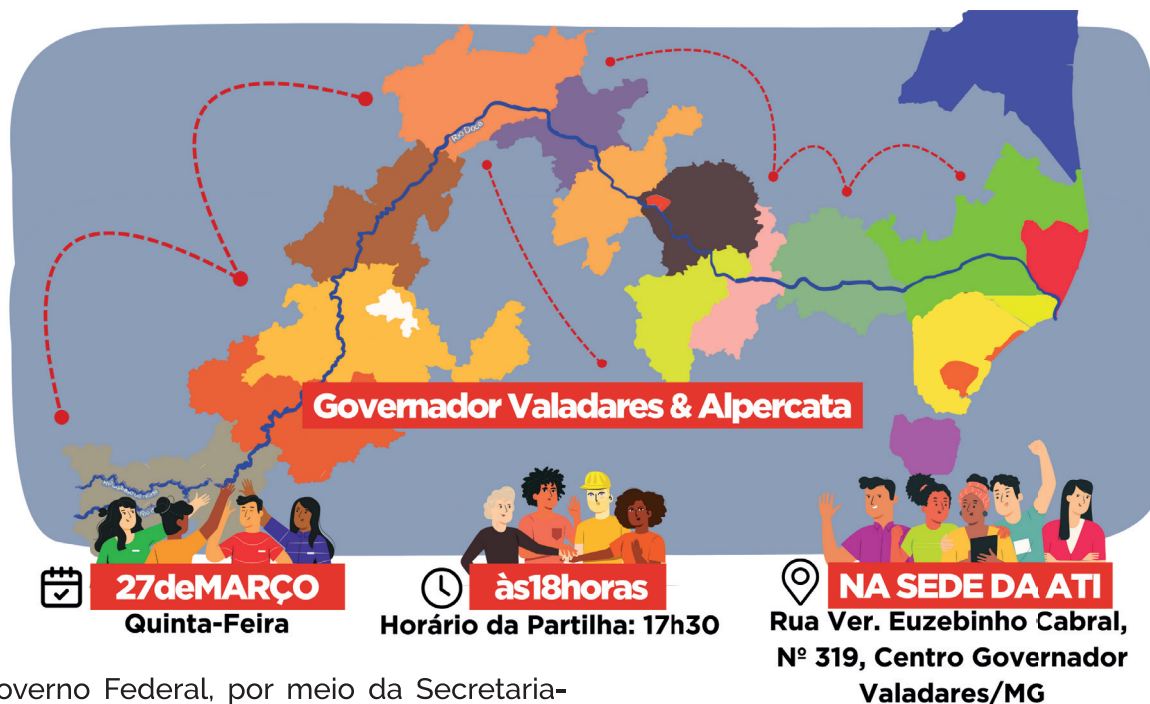 Rio Doce
Governador Valadares & Alpercata
27deMARÇO
Quinta-Feira
às18horas
Horário da Partilha: 17h30
NA SEDE DA ATI
Rua Ver. Euzebinho Cabral,
Nº 319, Centro Governador
Valadares/MG
overno Federal, por meio da Secretaria-